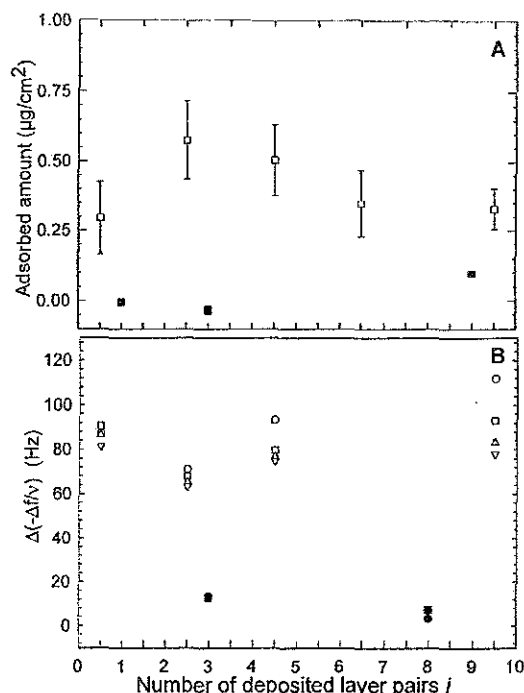 1.00
A
0.75
0.50
0.25
0.00
Adsorbed amount (µg/cm²)
B
120
100
80
60
40
20
0
Δ(-Δf/ν) (Hz)
0 1 2 3 4 5 6 7 8 9 10
Number of deposited layer pairs i